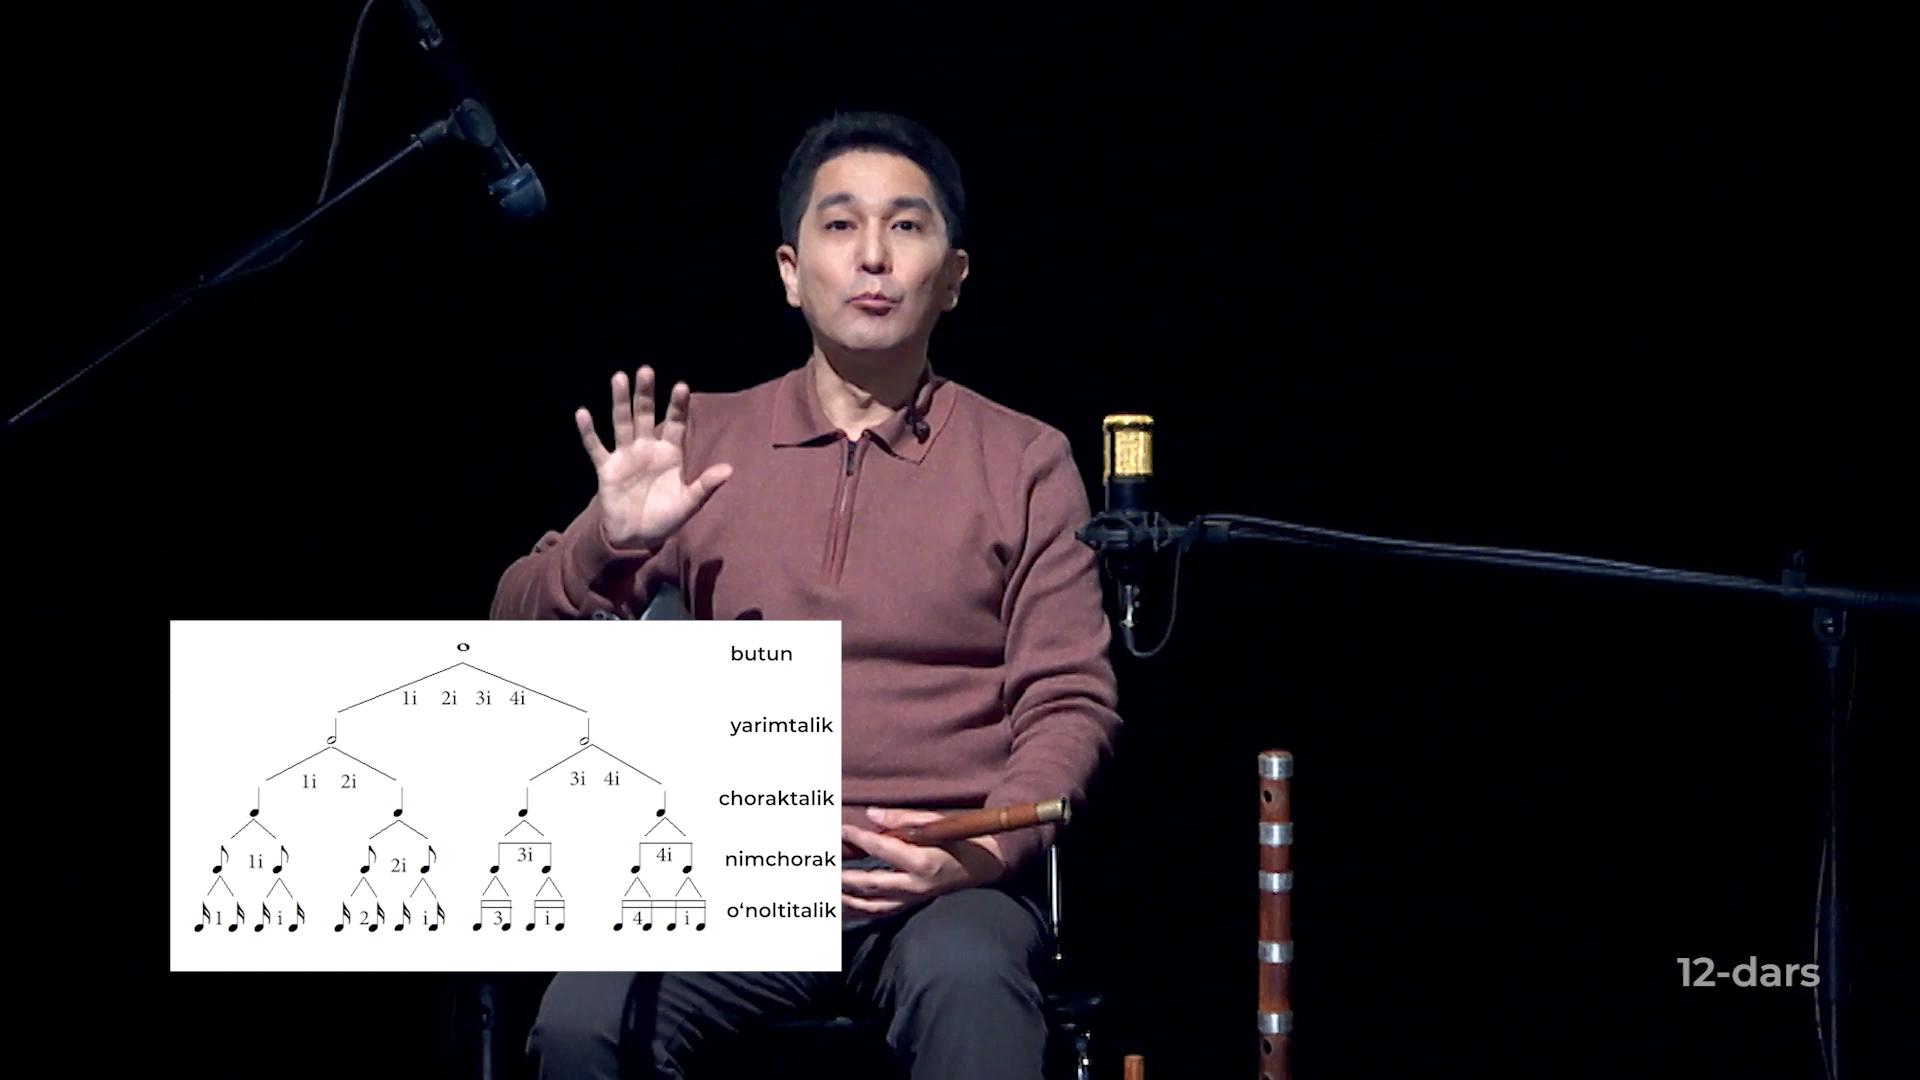 butun
1i 2i 3i 4i
yarimtalik
1i 2i 3i 4i
choraktalik
1i 2i 3i 4i
nimchorak
1 i 2 i 3 i 4 i
o‘noltitalik
12-dars